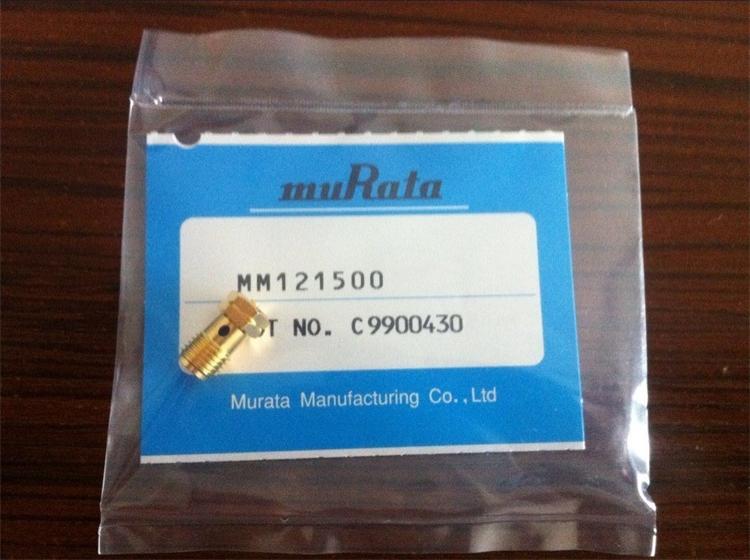 muRata
MM121500
T NO. C9900430
Murata Manufacturing Co.,Ltd